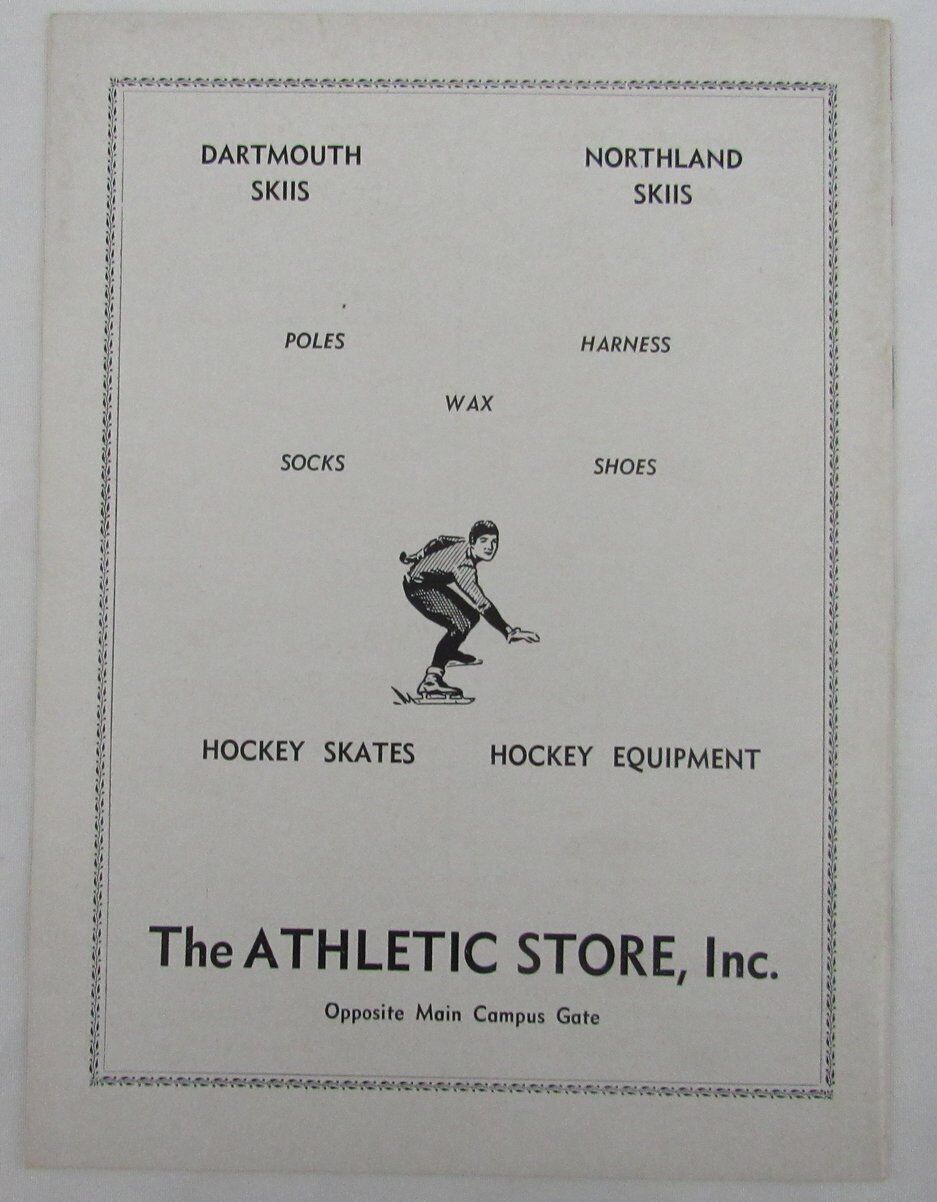 DARTMOUTH
SKIIS
NORTHLAND
SKIIS
POLES
HARNESS
WAX
SOCKS
SHOES
HOCKEY SKATES
HOCKEY EQUIPMENT
The ATHLETIC STORE, Inc.
Opposite Main Campus Gate